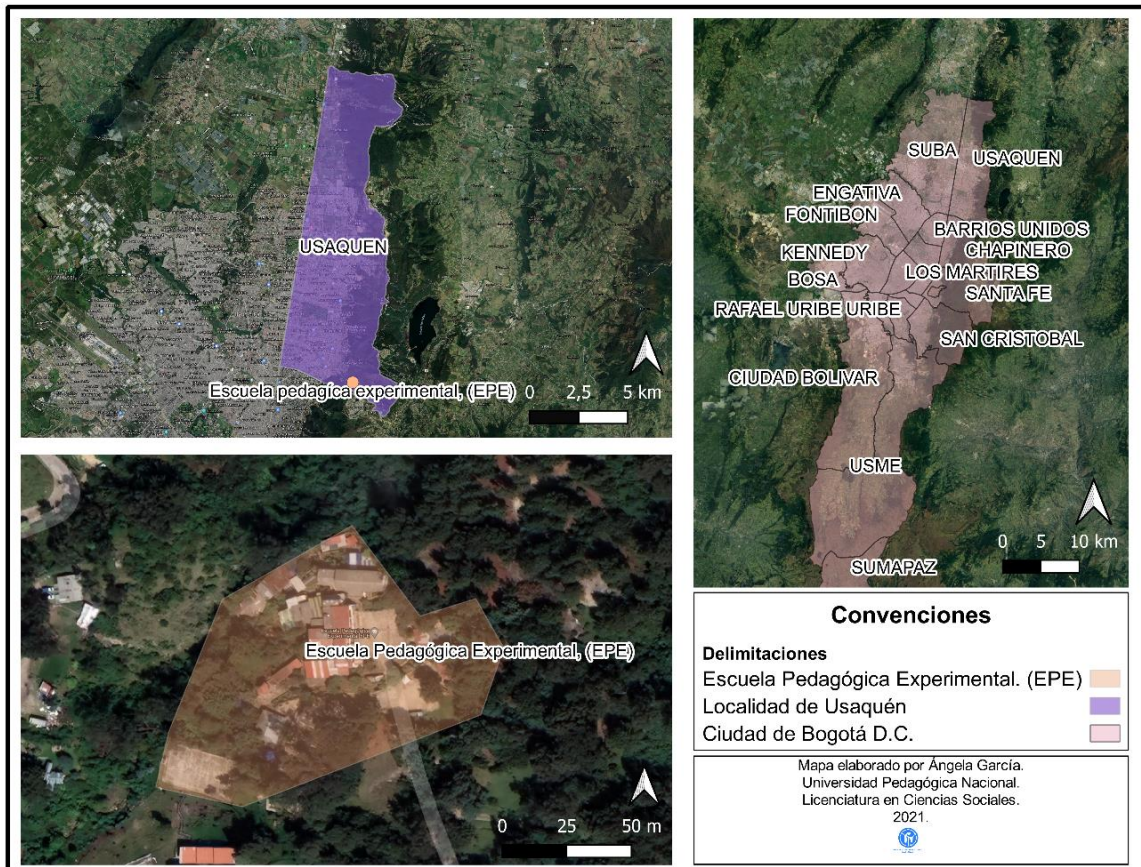 USAQUEN
Escuela pedagíca experimental, (EPE)
0 2,5 5 km
SUBA
USAQUEN
ENGATIVA
FONTIBON
BARRIOS UNIDOS
KENNEDY
CHAPINERO
BOSA
LOS MARTIRES
SANTA FE
RAFAEL URIBE URIBE
SAN CRISTOBAL
CIUDAD BOLIVAR
USME
SUMAPAZ
0 5 10 km
Escuela Pedagógica Experimental, (EPE)
0 25 50 m
Convenciones
Delimitaciones
Escuela Pedagógica Experimental. (EPE)
Localidad de Usaquén
Ciudad de Bogotá D.C.
Mapa elaborado por Ángela García.
Universidad Pedagógica Nacional.
Licenciatura en Ciencias Sociales.
2021.